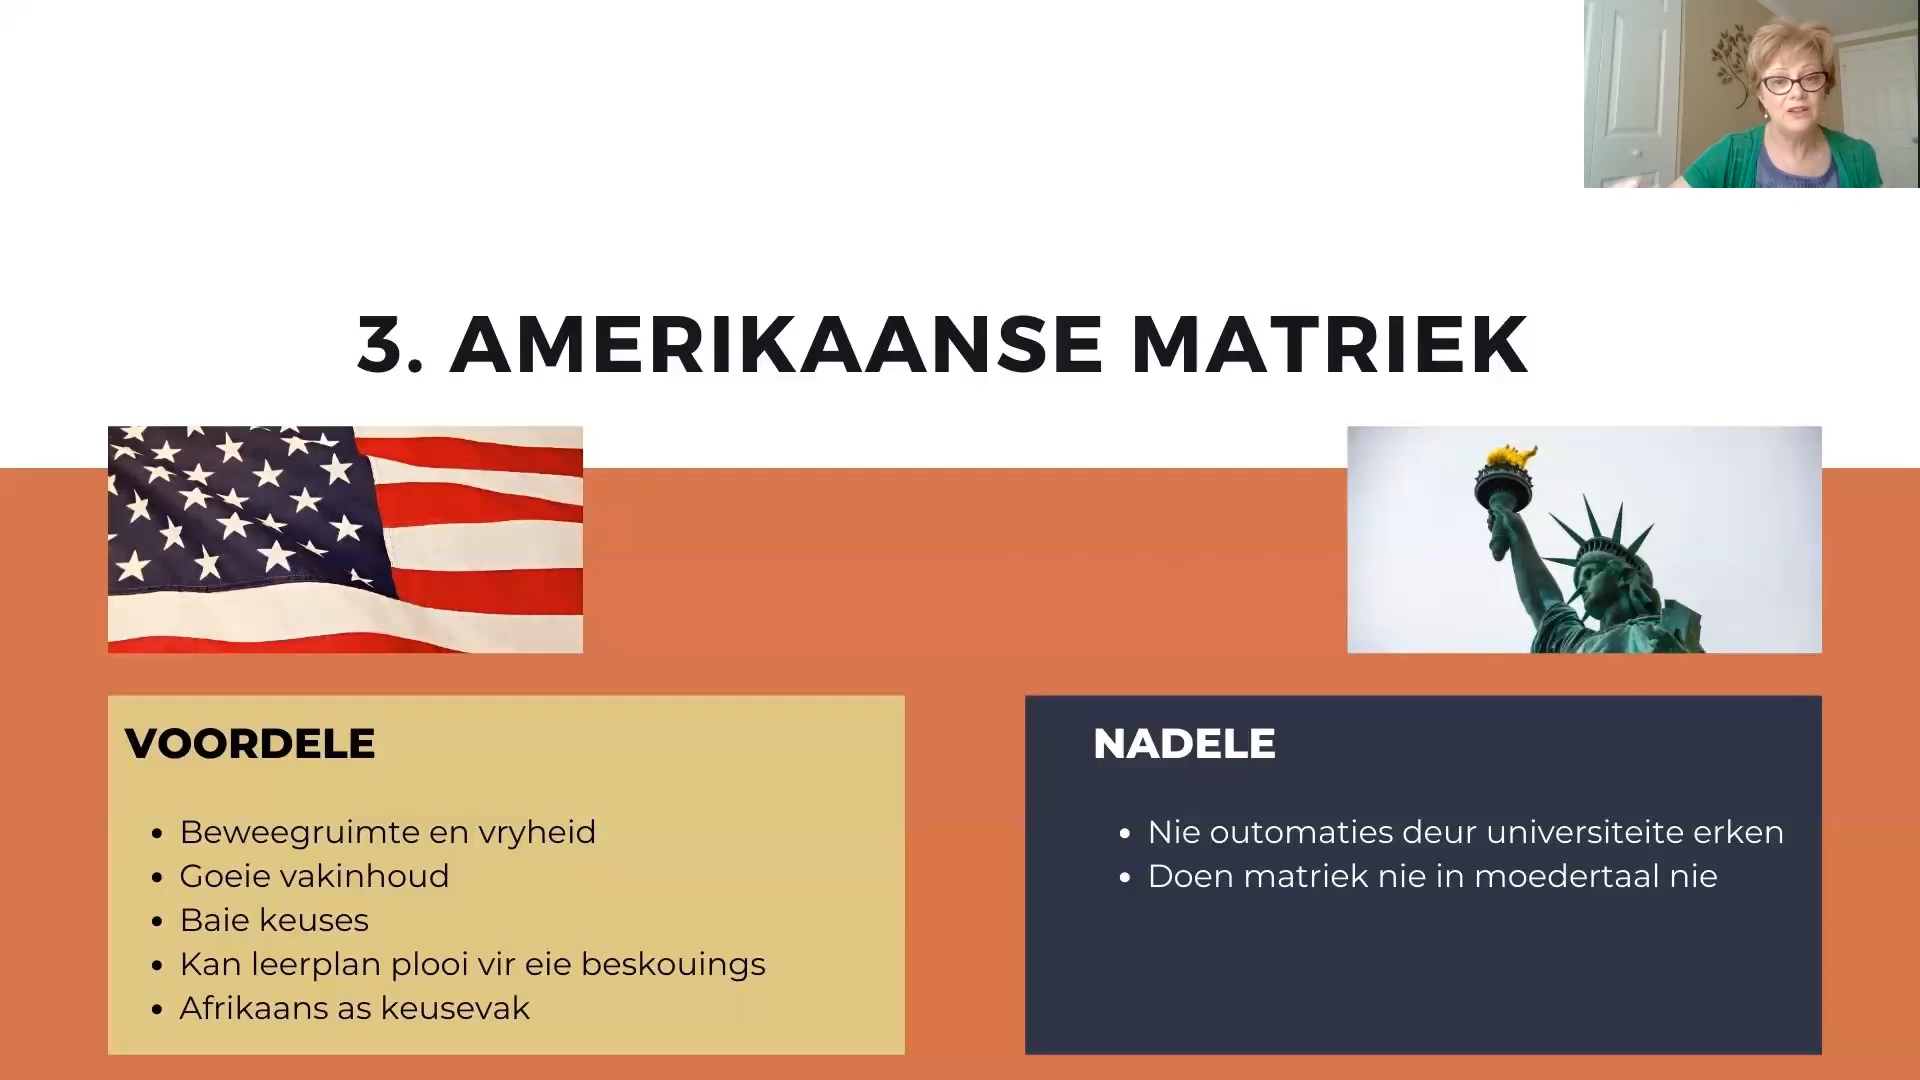 3. AMERIKAANSE MATRIEK
VOORDELE
Beweegruimte en vryheid
Goeie vakinhoud
Baie keuses
Kan leerplan plooi vir eie beskouings
Afrikaans as keusevak
NADELE
Nie outomaties deur universiteite erken
Doen matriek nie in moedertaal nie